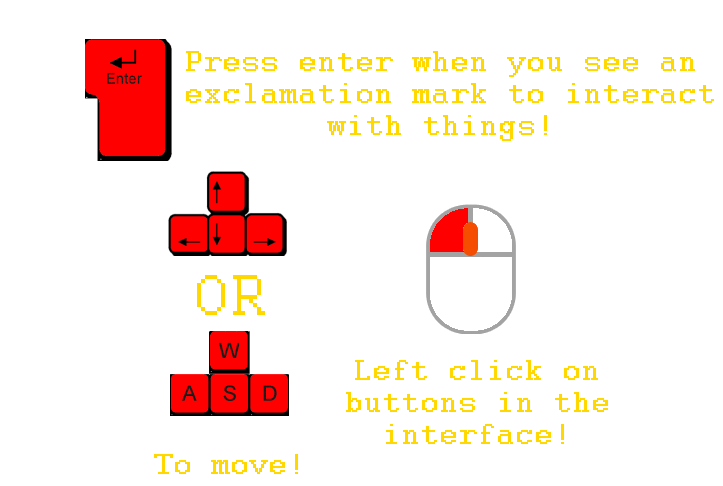 Enter
Press enter when you see an
exclamation mark to interact
with things!
OR
W
A S D
To move!
Left click on
buttons in the
interface!